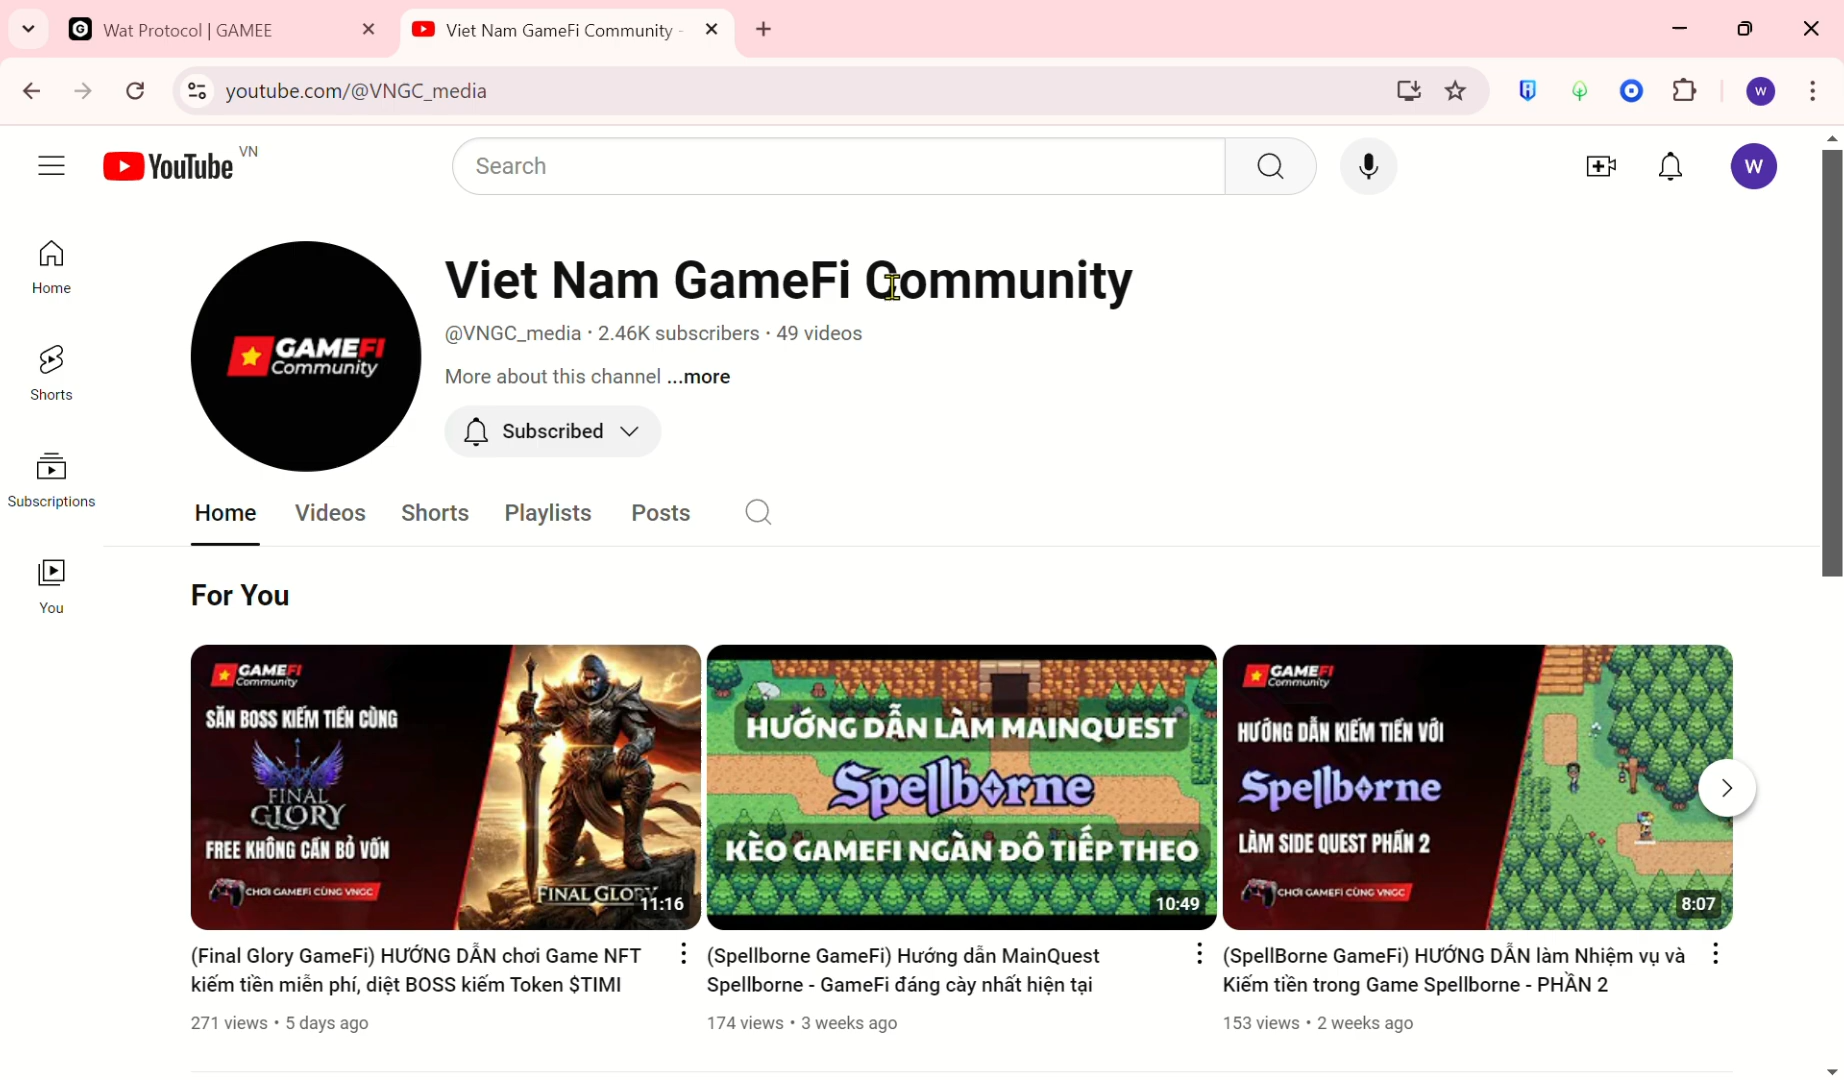 Wat Protocol | GAMEE
Viet Nam GameFi Community -
youtube.com/@VNGC_media
W
YouTube VN
Search
W
Home
Shorts
Subscriptions
You
GAMEFI
Community
Viet Nam GameFi Community
@VNGC_media · 2.46K subscribers · 49 videos
More about this channel ...more
Subscribed
Home Videos Shorts Playlists Posts
For You
GAMEFI
Community
SĂN BOSS KIẾM TIỀN CÙNG
FINAL
GLORY
FREE KHÔNG CẦN BỎ VỐN
CHƠI GAMEFI CÙNG VNGC
FINAL GLORY
11:16
(Final Glory GameFi) HƯỚNG DẪN chơi Game NFT
kiếm tiền miễn phí, diệt BOSS kiếm Token $TIMI
271 views • 5 days ago
HƯỚNG DẪN LÀM MAINQUEST
Spellborne
KÈO GAMEFI NGÀN ĐÔ TIẾP THEO
10:49
(Spellborne GameFi) Hướng dẫn MainQuest
Spellborne - GameFi đáng cày nhất hiện tại
174 views • 3 weeks ago
GAMEFI
Community
HƯỚNG DẪN KIẾM TIỀN VỚI
Spellborne
LÀM SIDE QUEST PHẦN 2
CHƠI GAMEFI CÙNG VNGC
8:07
(SpellBorne GameFi) HƯỚNG DẪN làm Nhiệm vụ và
Kiếm tiền trong Game Spellborne - PHẦN 2
153 views • 2 weeks ago